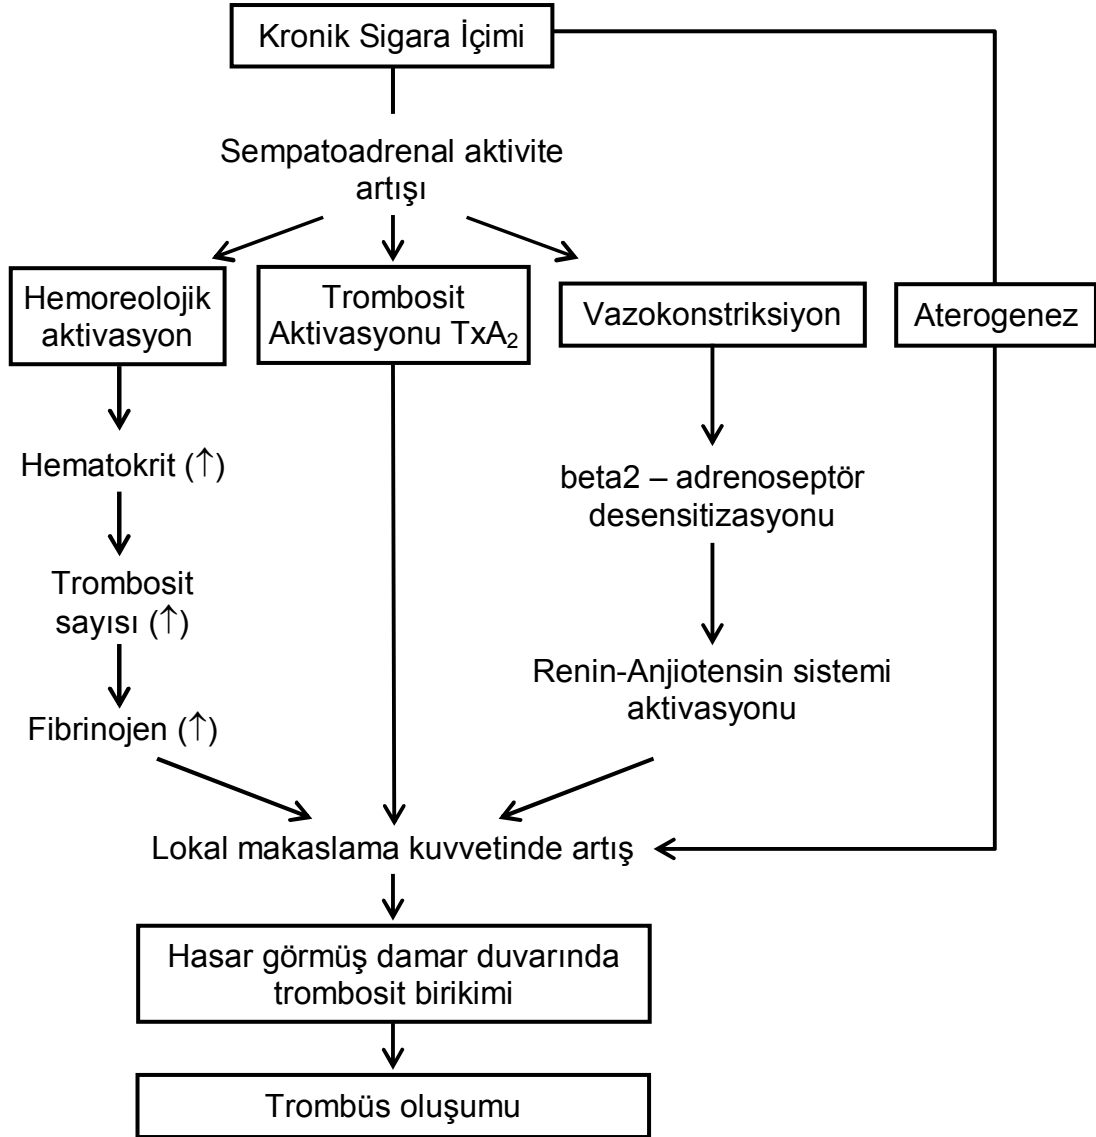 Kronik Sigara İçimi
Sempatoadrenal aktivite
artışı
Hemoreolojik
aktivasyon
Trombosit
Aktivasyonu TxA₂
Vazokonstriksiyon
Aterogenez
Hematokrit (↑)
Trombosit
sayısı (↑)
Fibrinojen (↑)
beta2 – adrenoseptör
desensitizasyonu
Renin-Anjiotensin sistemi
aktivasyonu
Lokal makaslama kuvvetinde artış
Hasar görmüş damar duvarında
trombosit birikimi
Trombüs oluşumu